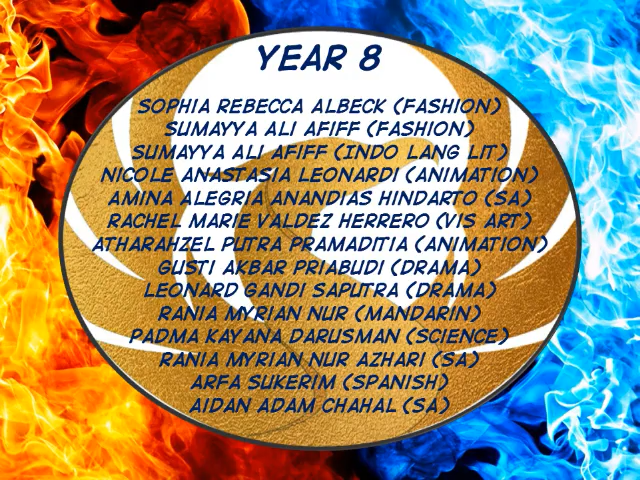 YEAR 8
SOPHIA REBECCA ALBECK (FASHION)
SUMAYYA ALI AFIFF (FASHION)
SUMAYYA ALI AFIFF (INDO LANG LIT)
NICOLE ANASTASIA LEONARDI (ANIMATION)
AMINA ALEGRIA ANANDIAS HINDARTO (SA)
RACHEL MARIE VALDEZ HERRERO (VIS ART)
ATHARAHZEL PUTRA PRAMADITIA (ANIMATION)
GUSTI AKBAR PRIABUDI (DRAMA)
LEONARD GANDI SAPUTRA (DRAMA)
RANIA MYRIAN NUR (MANDARIN)
PADMA KAYANA DARUSMAN (SCIENCE)
RANIA MYRIAN NUR AZHARI (SA)
ARFA SUKERIM (SPANISH)
AIDAN ADAM CHAHAL (SA)